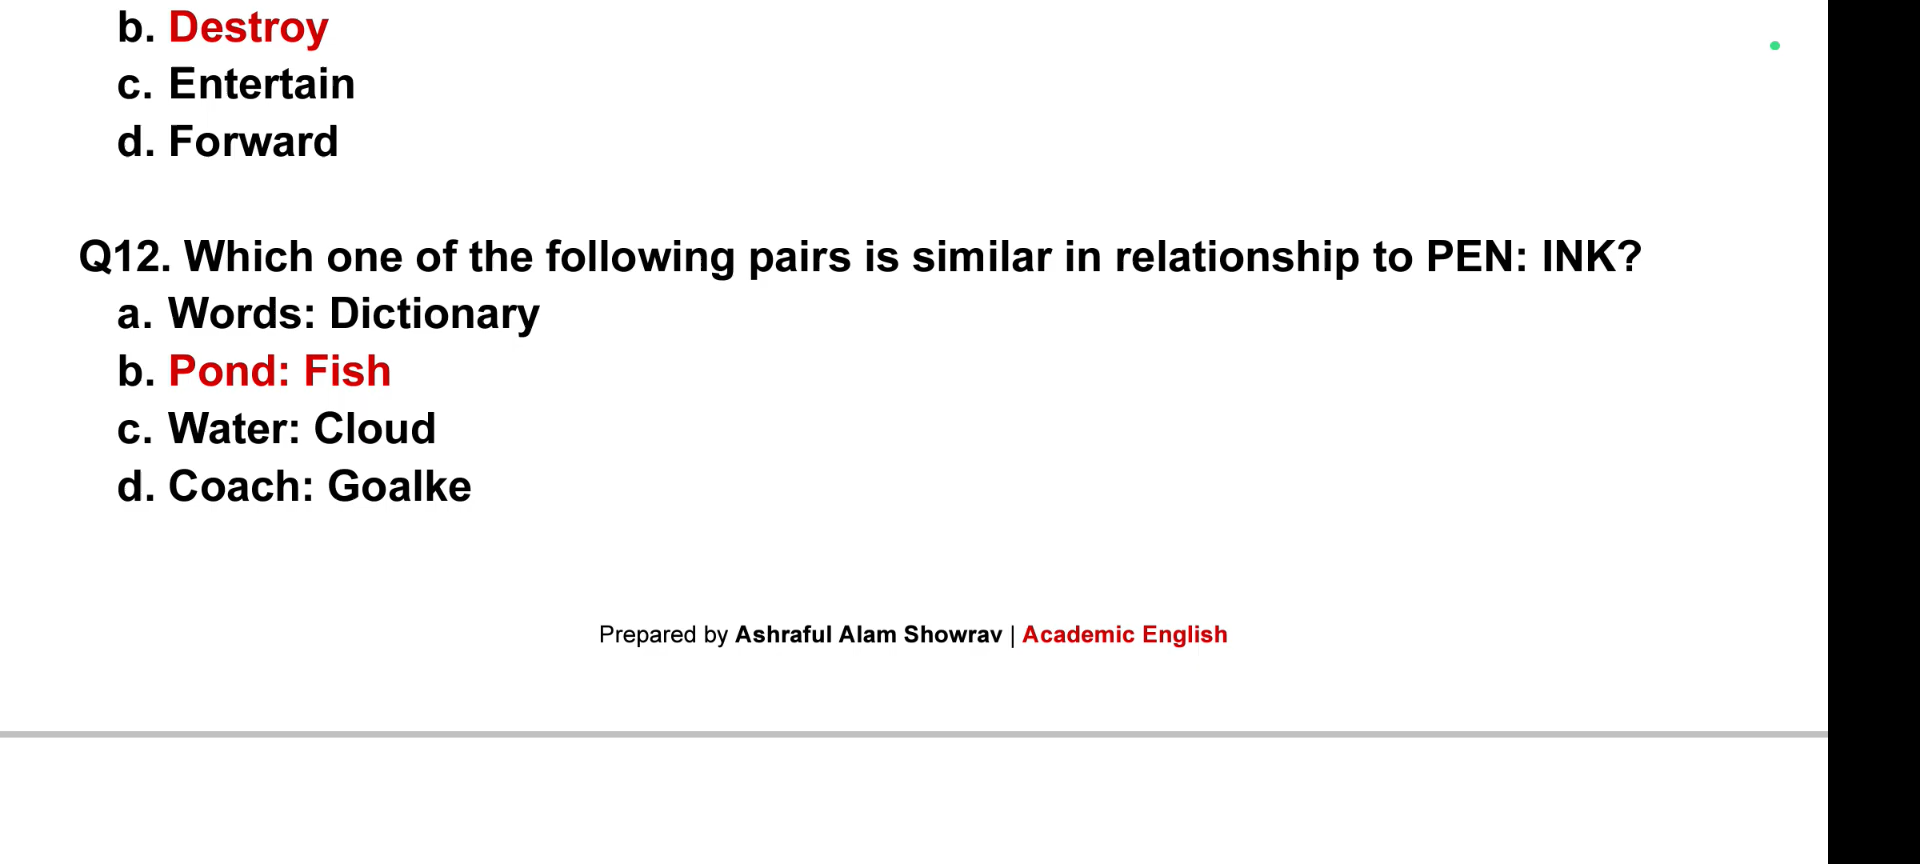 b. Destroy
c. Entertain
d. Forward
Q12. Which one of the following pairs is similar in relationship to PEN: INK?
a. Words: Dictionary
b. Pond: Fish
c. Water: Cloud
d. Coach: Goalke
Prepared by Ashraful Alam Showrav | Academic English